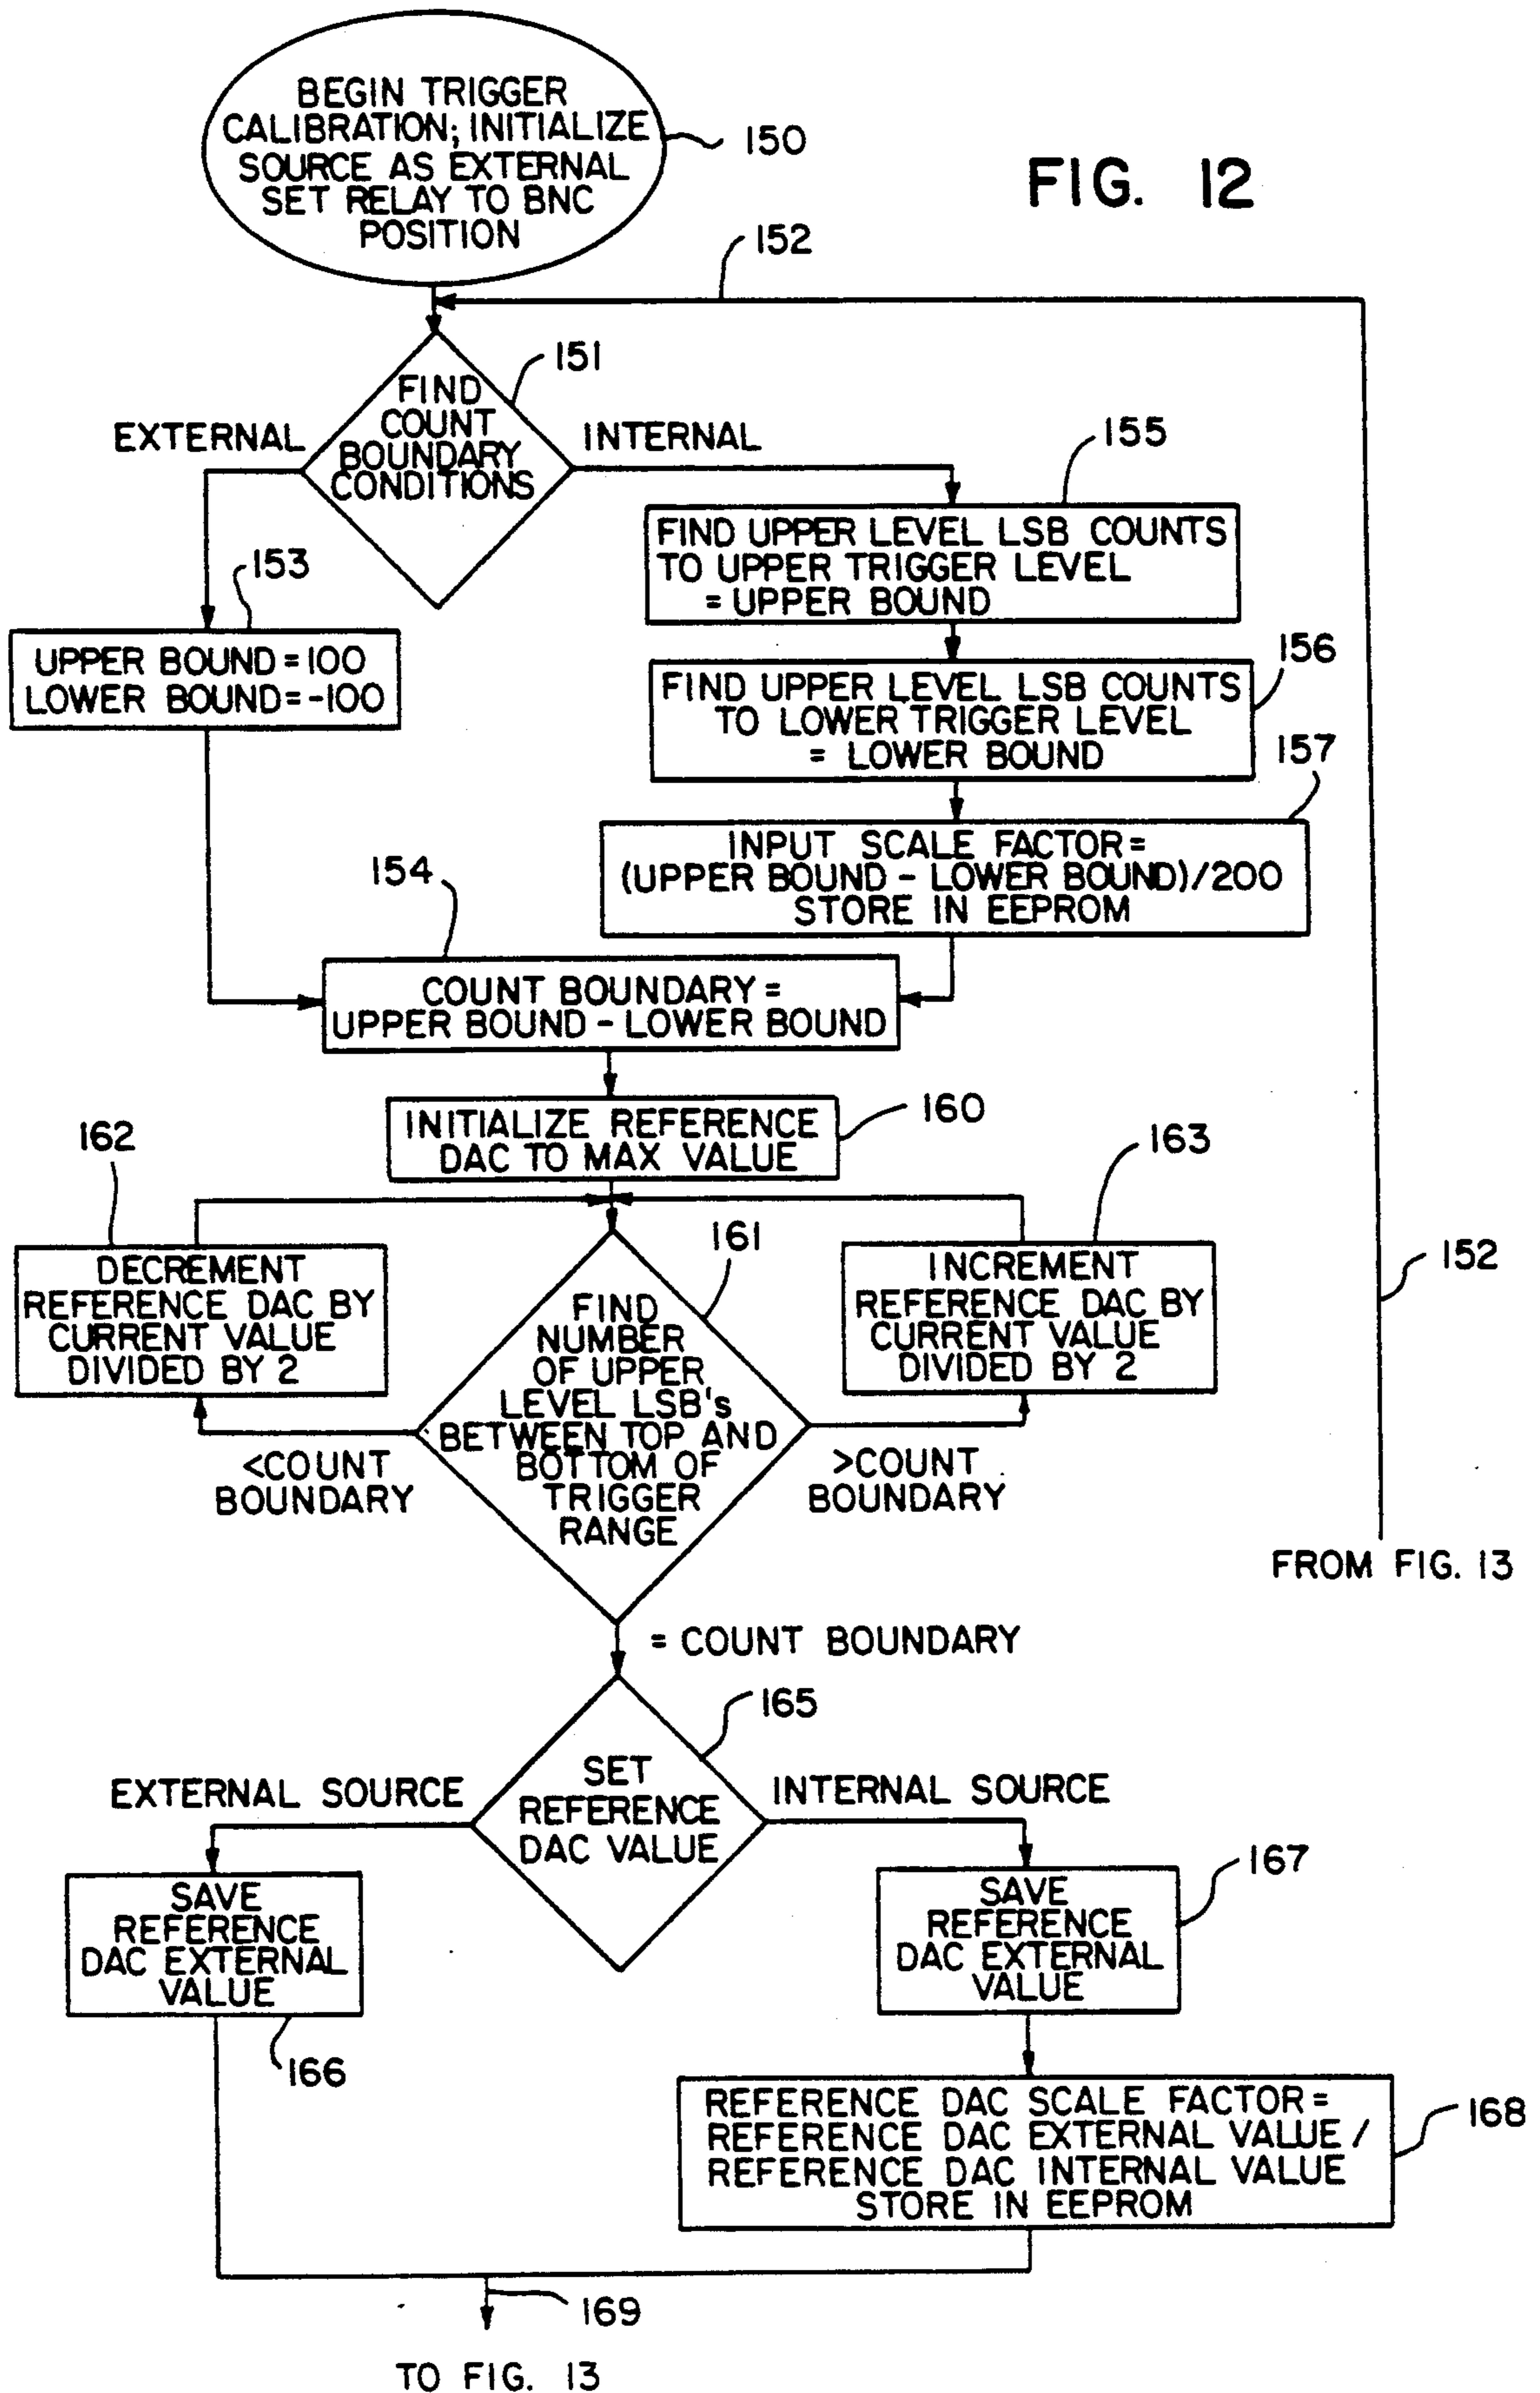 BEGIN TRIGGER
CALIBRATION; INITIALIZE
SOURCE AS EXTERNAL
SET RELAY TO BNC
POSITION
150
FIG. 12
152
151
FIND
COUNT
BOUNDARY
CONDITIONS
EXTERNAL
INTERNAL
155
FIND UPPER LEVEL LSB COUNTS
TO UPPER TRIGGER LEVEL
= UPPER BOUND
153
UPPER BOUND = 100
LOWER BOUND = -100
156
FIND UPPER LEVEL LSB COUNTS
TO LOWER TRIGGER LEVEL
= LOWER BOUND
157
INPUT SCALE FACTOR =
(UPPER BOUND - LOWER BOUND)/200
STORE IN EEPROM
154
COUNT BOUNDARY =
UPPER BOUND - LOWER BOUND
160
INITIALIZE REFERENCE
DAC TO MAX VALUE
162
DECREMENT
REFERENCE DAC BY
CURRENT VALUE
DIVIDED BY 2
161
FIND
NUMBER
OF UPPER
LEVEL LSB's
BETWEEN TOP AND
BOTTOM OF
TRIGGER
RANGE
163
INCREMENT
REFERENCE DAC BY
CURRENT VALUE
DIVIDED BY 2
152
<COUNT
BOUNDARY
>COUNT
BOUNDARY
FROM FIG. 13
= COUNT BOUNDARY
165
SET
REFERENCE
DAC VALUE
EXTERNAL SOURCE
INTERNAL SOURCE
SAVE
REFERENCE
DAC EXTERNAL
VALUE
166
167
SAVE
REFERENCE
DAC EXTERNAL
VALUE
168
REFERENCE DAC SCALE FACTOR =
REFERENCE DAC EXTERNAL VALUE /
REFERENCE DAC INTERNAL VALUE
STORE IN EEPROM
169
TO FIG. 13